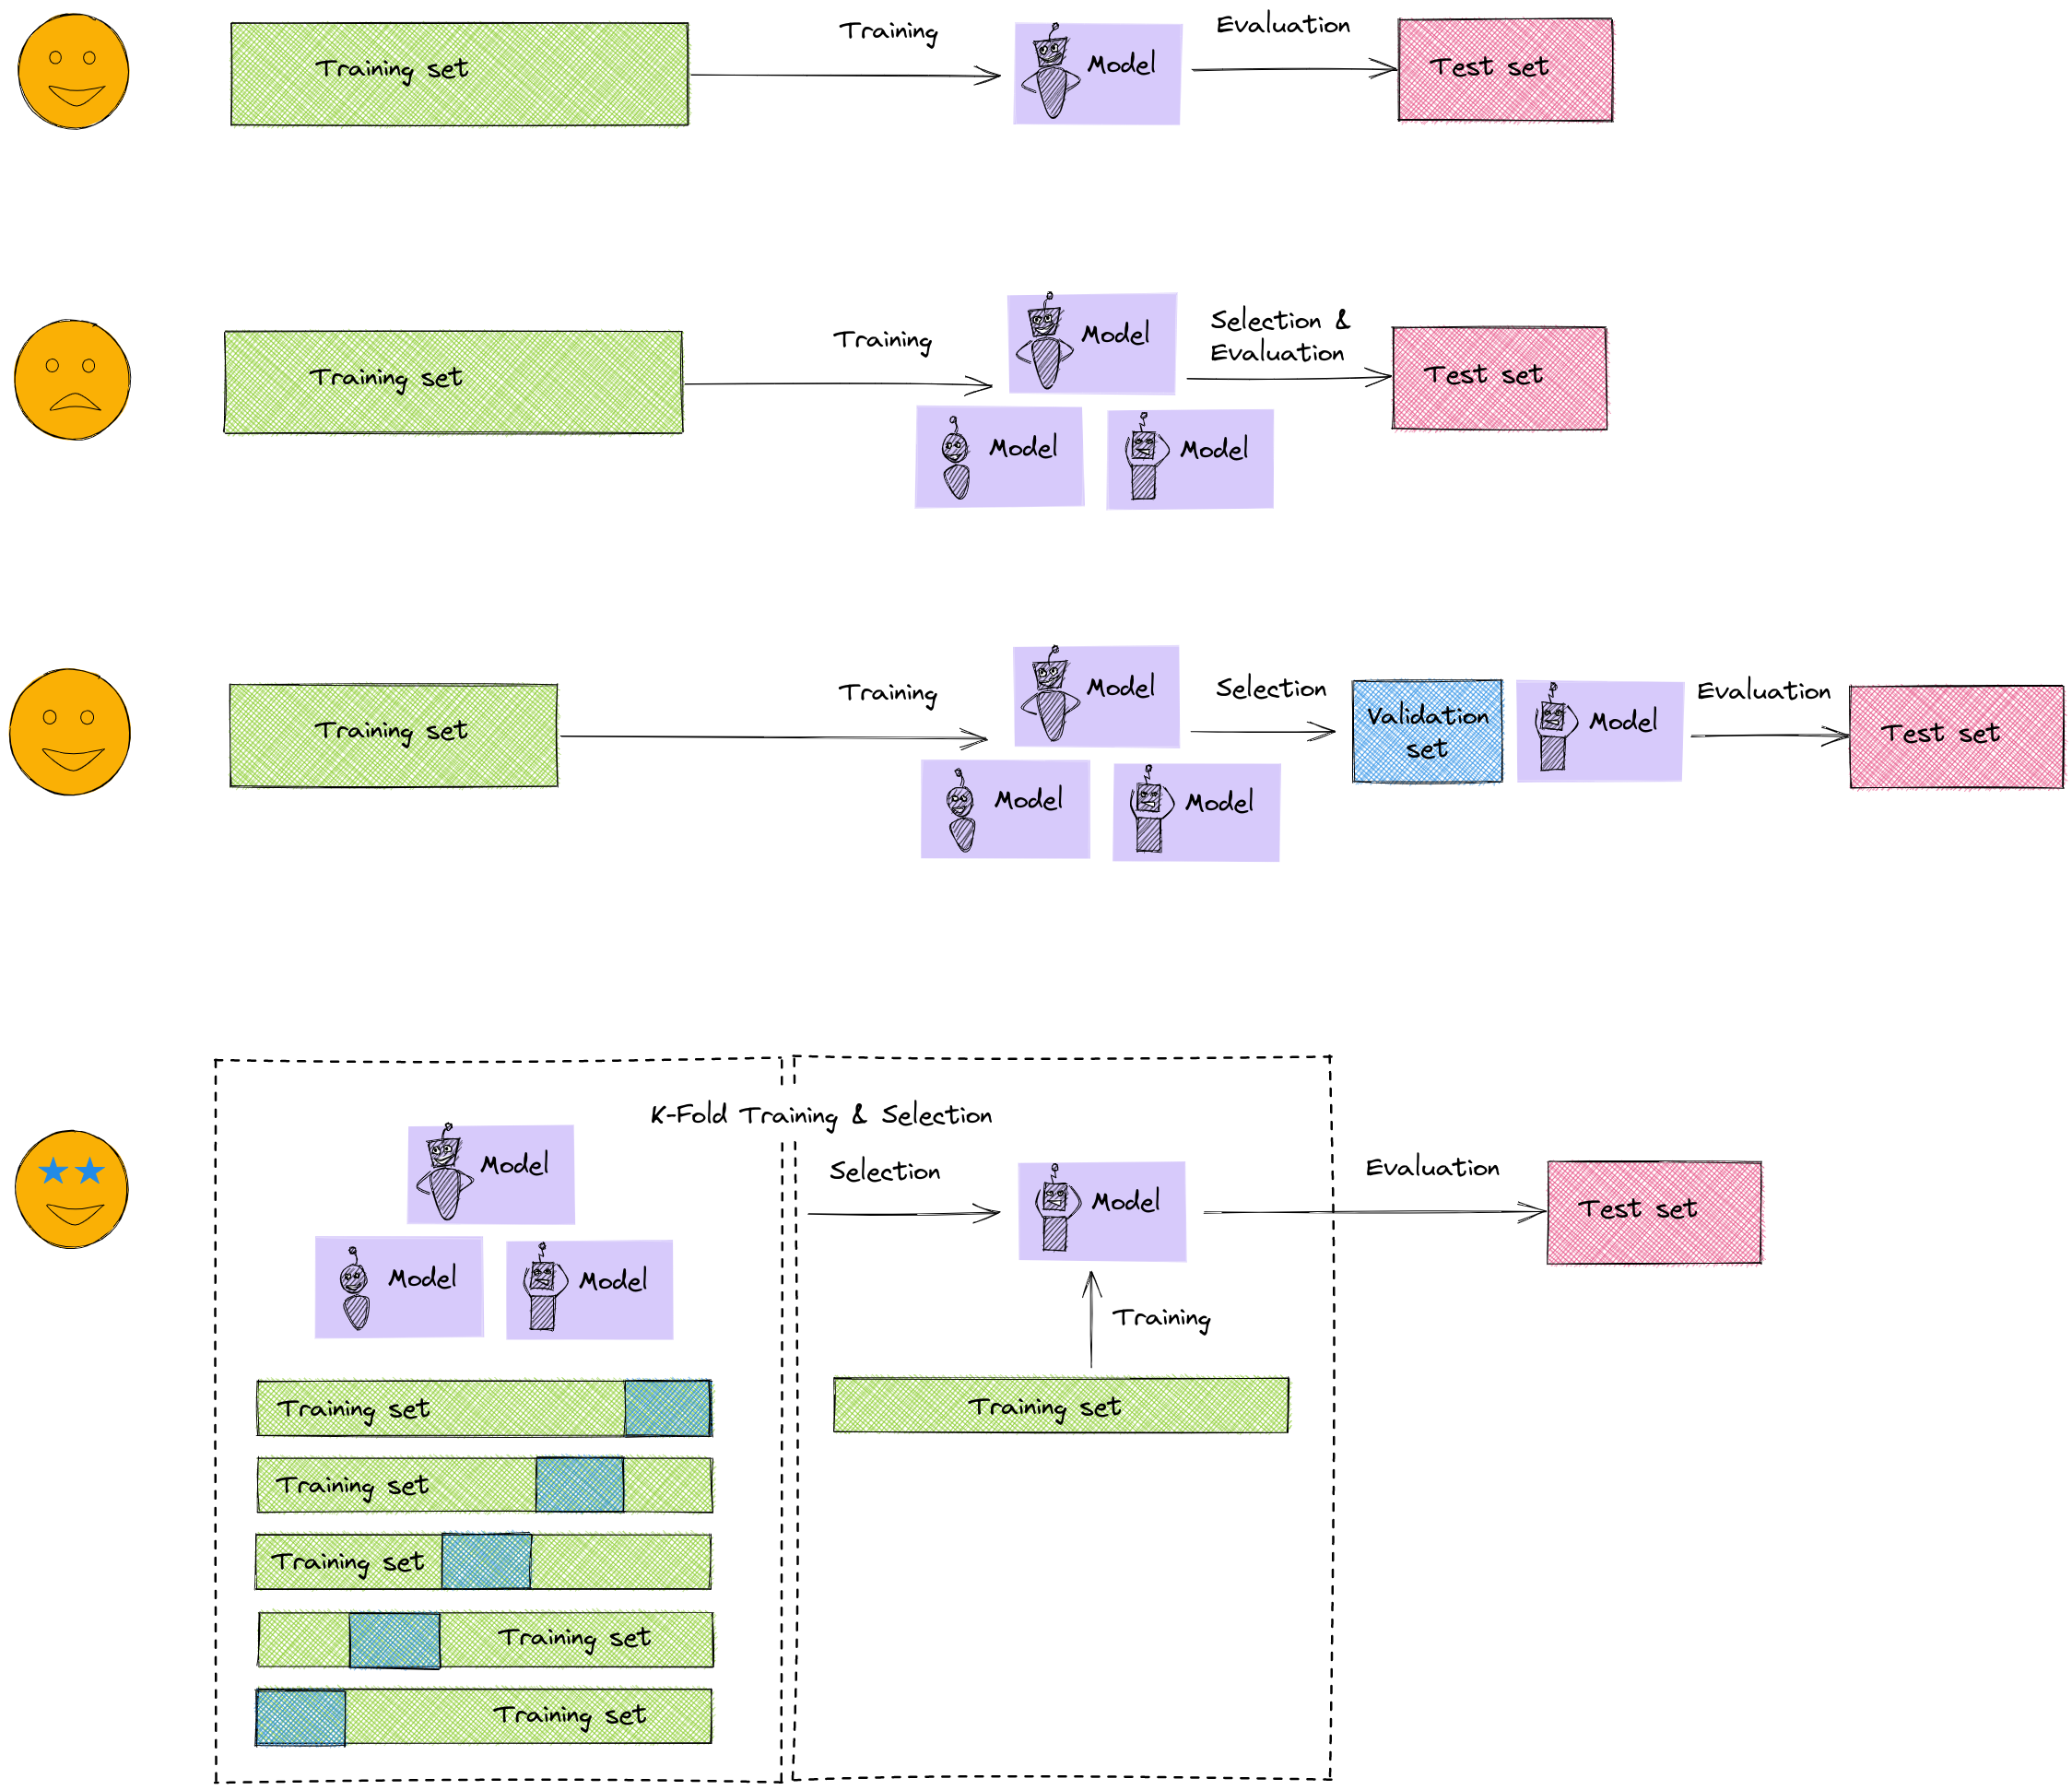 Training set
Training
Model
Evaluation
Test set
Training set
Training
Model
Selection &
Evaluation
Test set
Model
Model
Training set
Training
Model
Selection
Validation
set
Model
Evaluation
Test set
Model
Model
K-Fold Training & Selection
Model
Selection
Model
Evaluation
Test set
Model
Model
Training
Training set
Training set
Training set
Training set
Training set
Training set